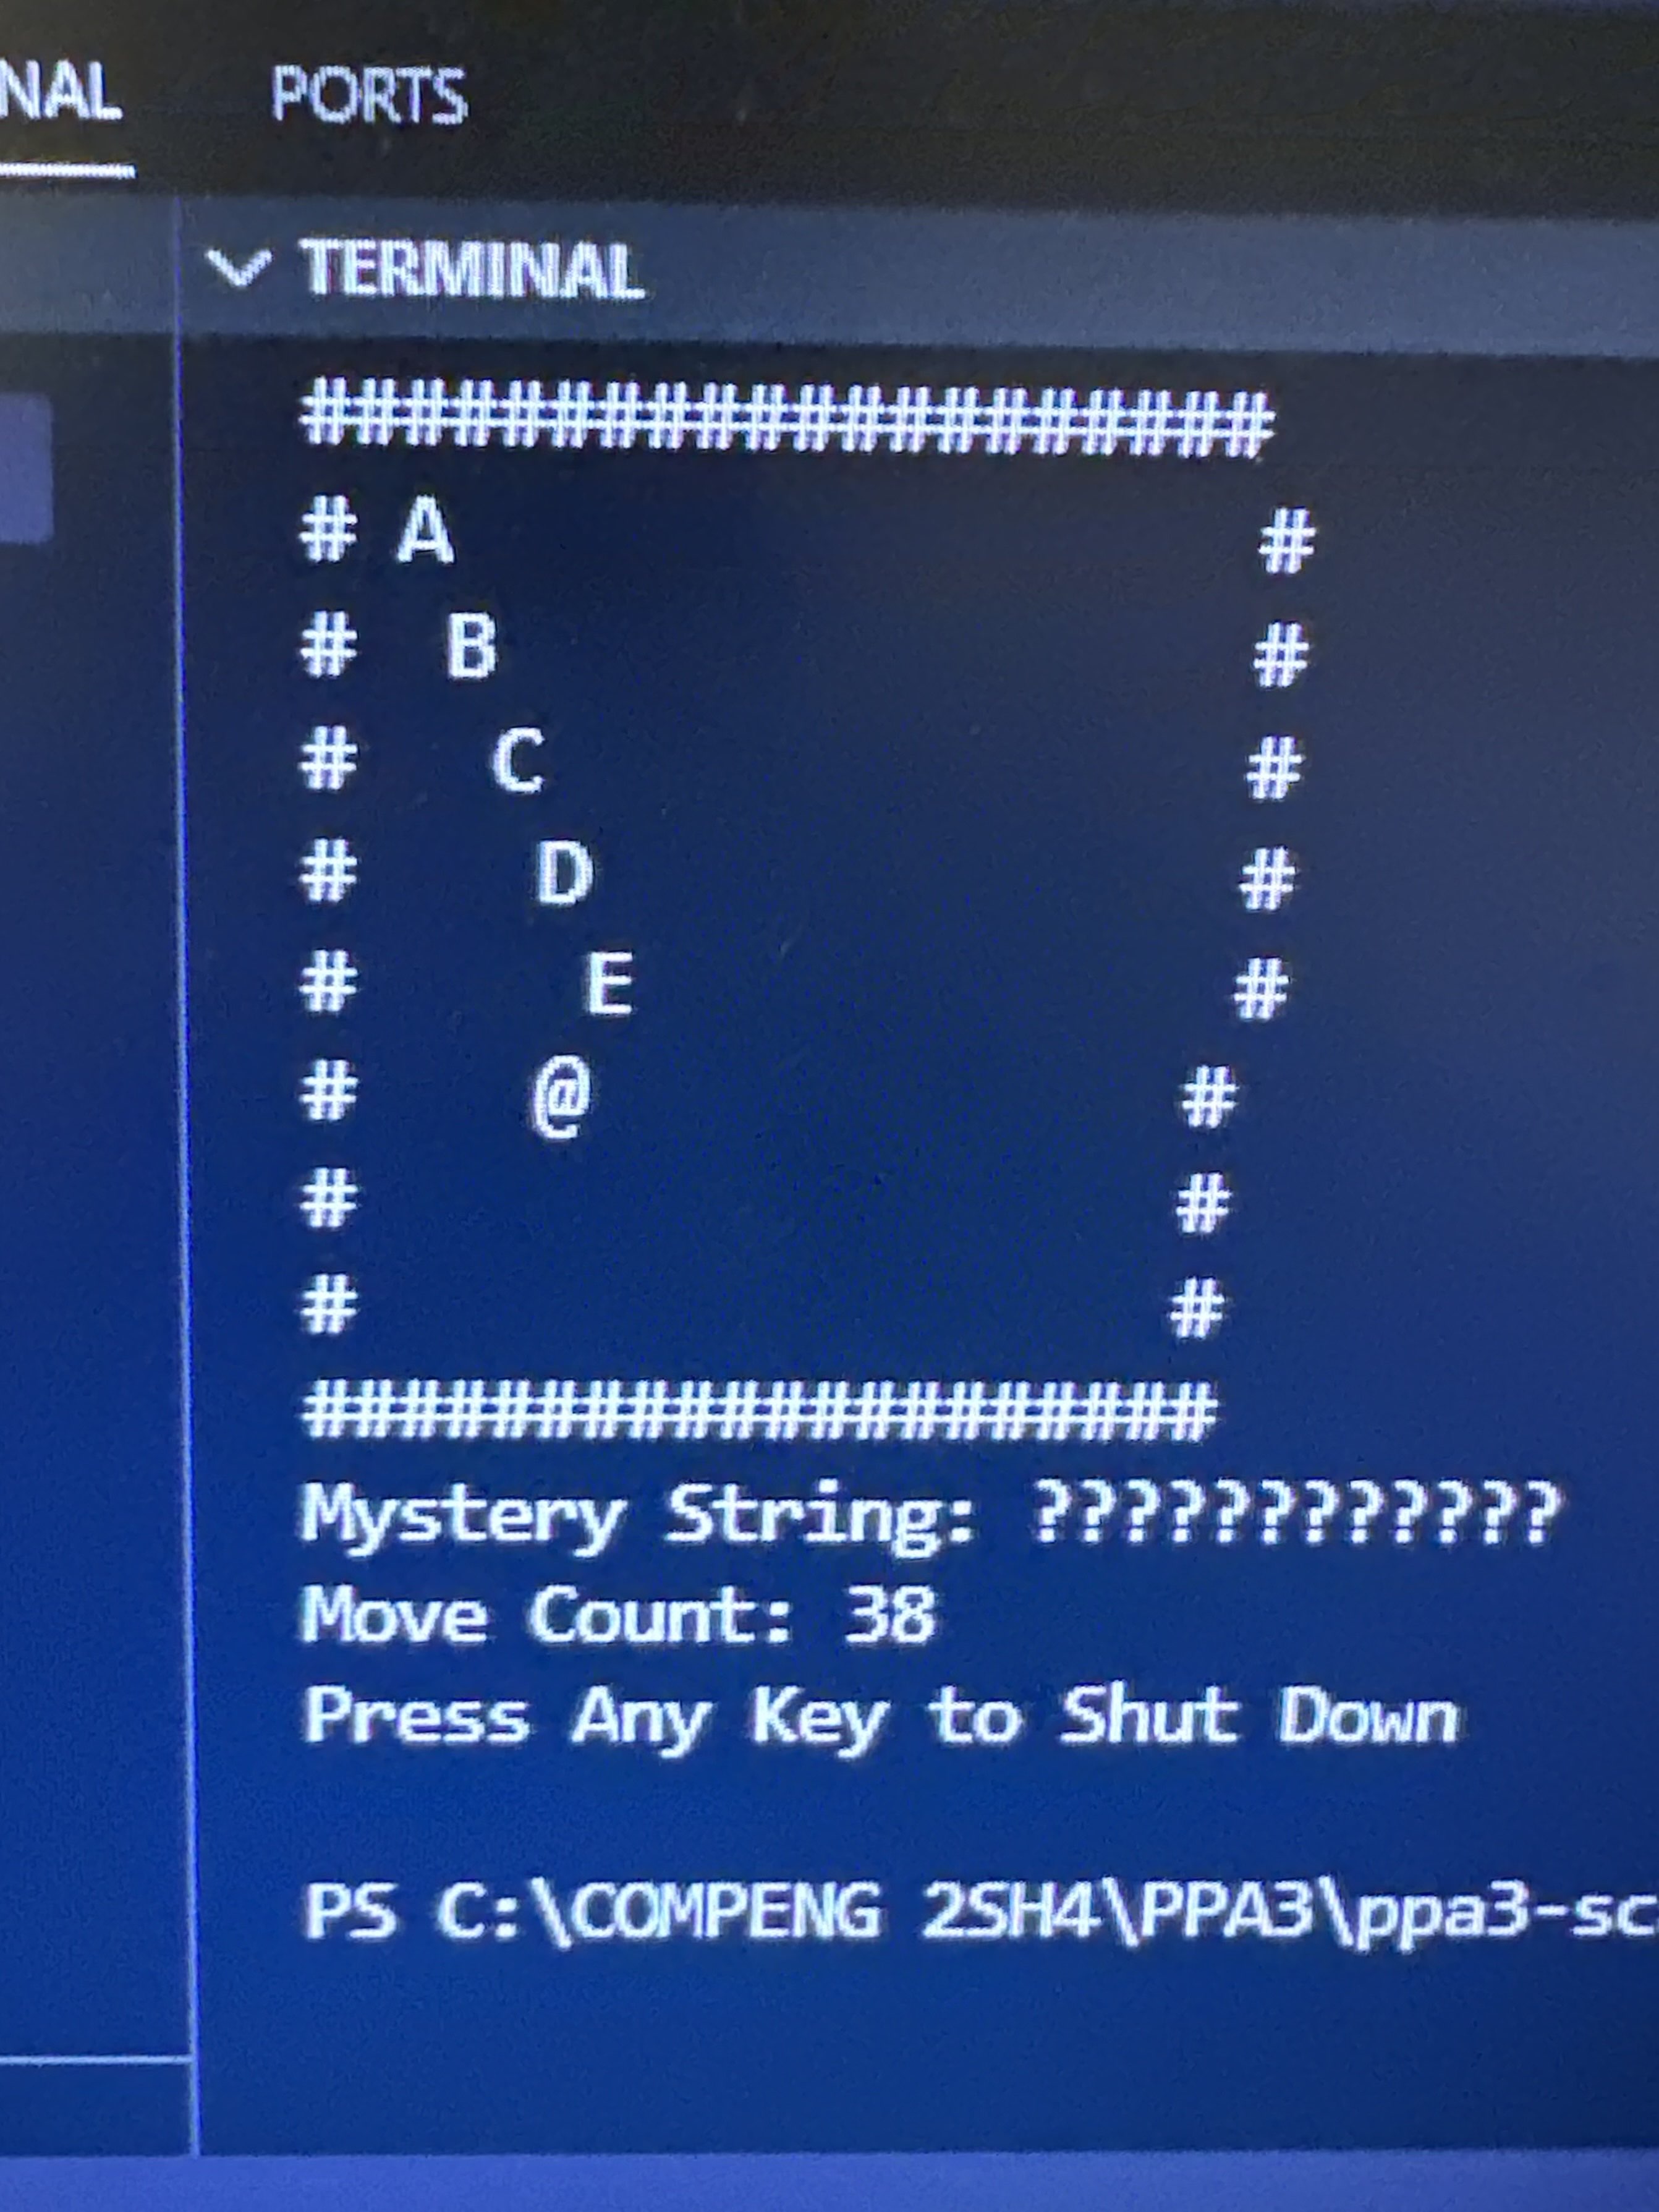 NAL PORTS
TERMINAL
####################
# A                 #
#  B                #
#   C               #
#    D              #
#     E             #
#    @             #
#                  #
#                  #
####################
Mystery String: ????????????
Move Count: 38
Press Any Key to Shut Down
PS C:\COMPENG 2SH4\PPA3\ppa3-sc